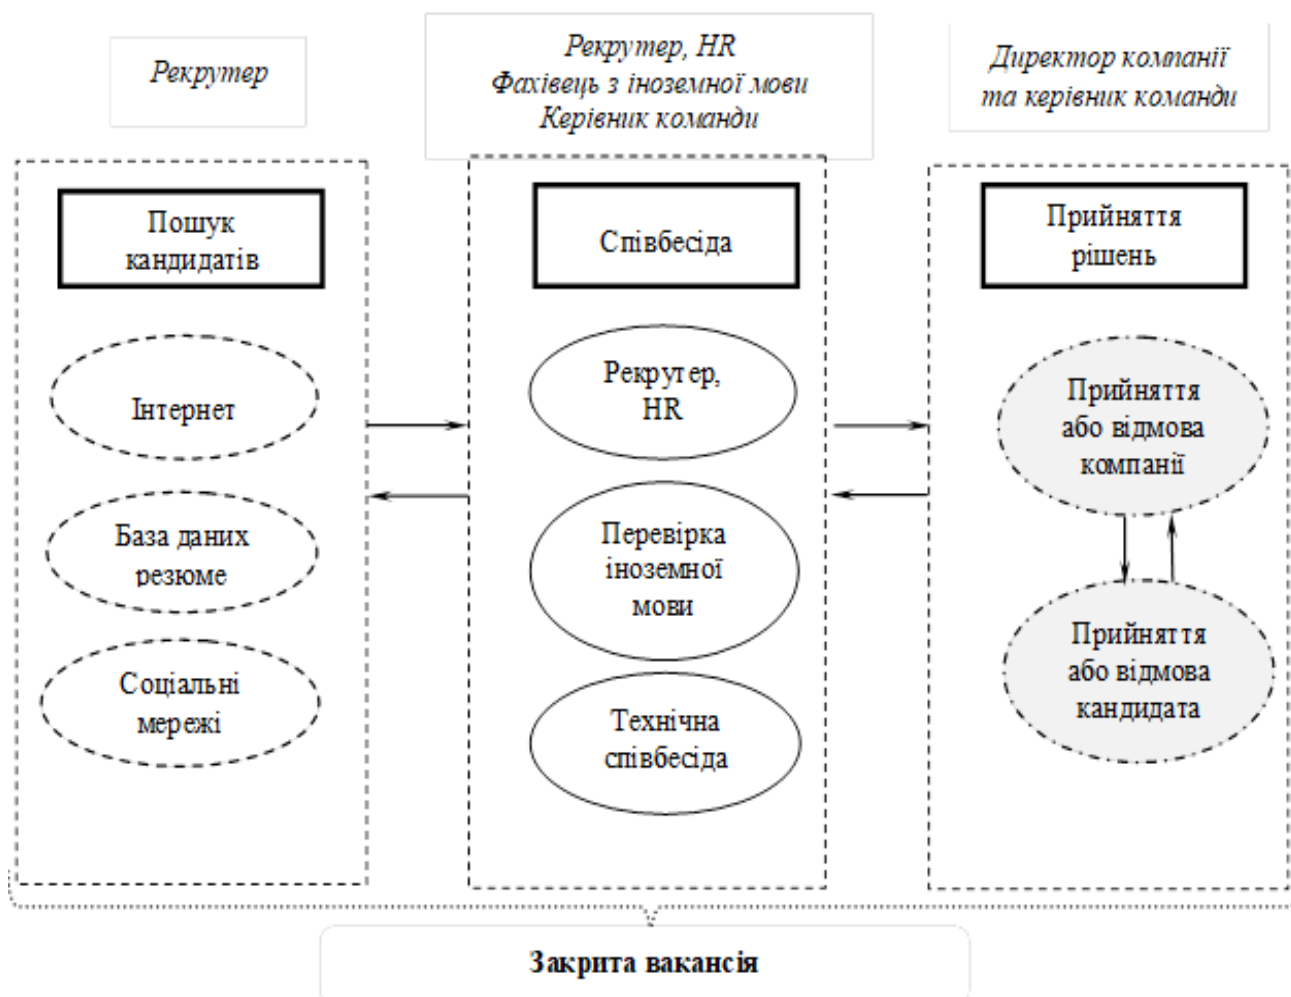 Рекрутер
Рекрутер, HR
Фахівець з іноземної мови
Керівник команди
Директор компанії
та керівник команди
Пошук
кандидатів
Інтернет
База даних
резюме
Соціальні
мережі
Співбесіда
Рекрутер,
HR
Перевірка
іноземної
мови
Технічна
співбесіда
Прийняття
рішень
Прийняття
або відмова
компанії
Прийняття
або відмова
кандидата
Закрита вакансія